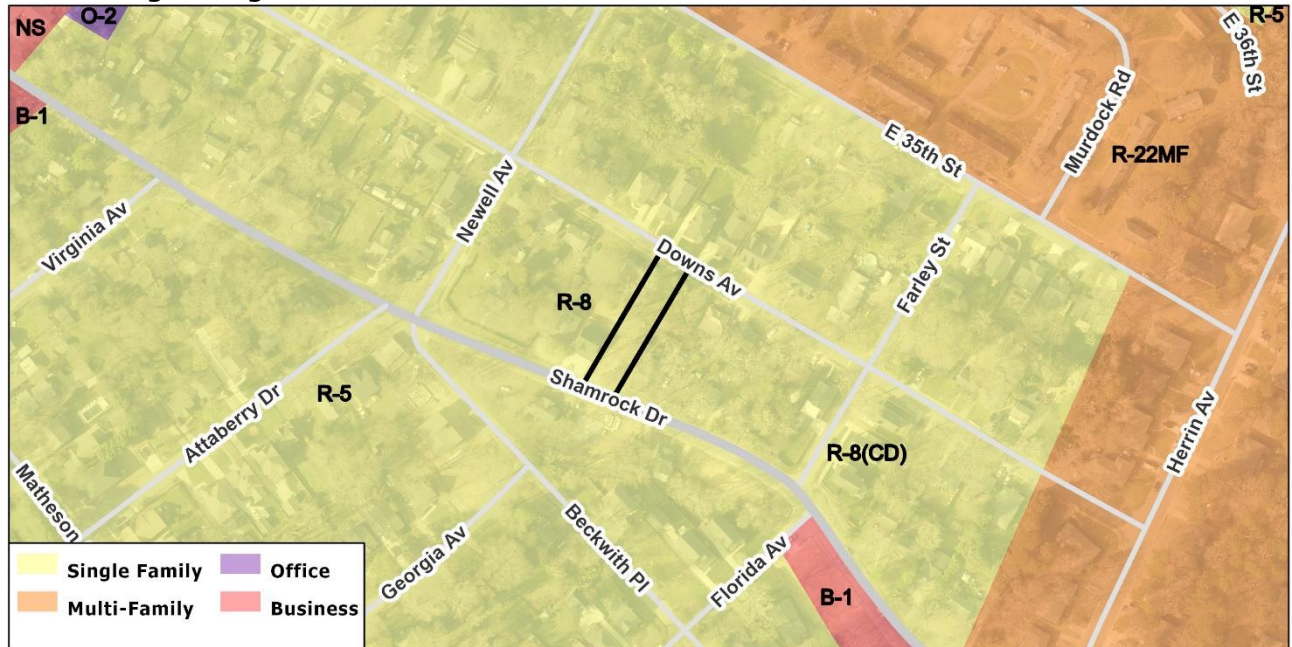 NS
O-2
R-5
E 36th St
B-1
E 35th St
Murdock Rd
R-22MF
Virginia Av
Newell Av
Downs Av
Farley St
R-8
Shamrock Dr
R-5
Attaberry Dr
Herrin Av
R-8(CD)
Matheson
Georgia Av
Beckwith Pl
Florida Av
B-1
Single Family
Office
Multi-Family
Business